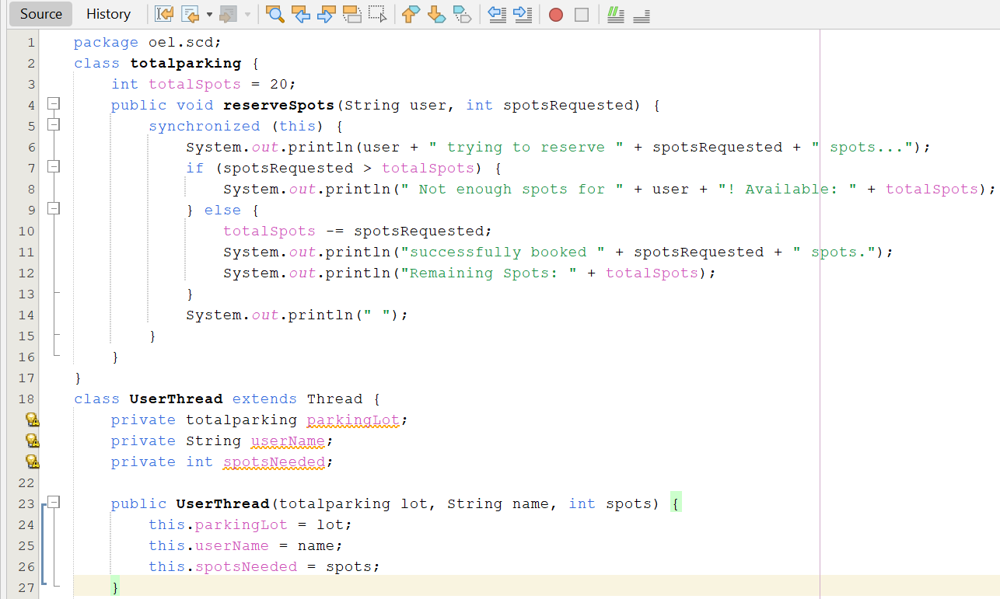 Source History
1 package oel.scd;
2 class totalparking {
3 int totalSpots = 20;
4 public void reserveSpots(String user, int spotsRequested) {
5 synchronized (this) {
6 System.out.println(user + " trying to reserve " + spotsRequested + " spots...");
7 if (spotsRequested > totalSpots) {
8 System.out.println(" Not enough spots for " + user + "! Available: " + totalSpots);
9 } else {
10 totalSpots -= spotsRequested;
11 System.out.println("successfully booked " + spotsRequested + " spots.");
12 System.out.println("Remaining Spots: " + totalSpots);
13 }
14 System.out.println(" ");
15 }
16 }
17 }
18 class UserThread extends Thread {
private totalparking parkingLot;
private String userName;
private int spotsNeeded;
22
23 public UserThread(totalparking lot, String name, int spots) {
24 this.parkingLot = lot;
25 this.userName = name;
26 this.spotsNeeded = spots;
27 }